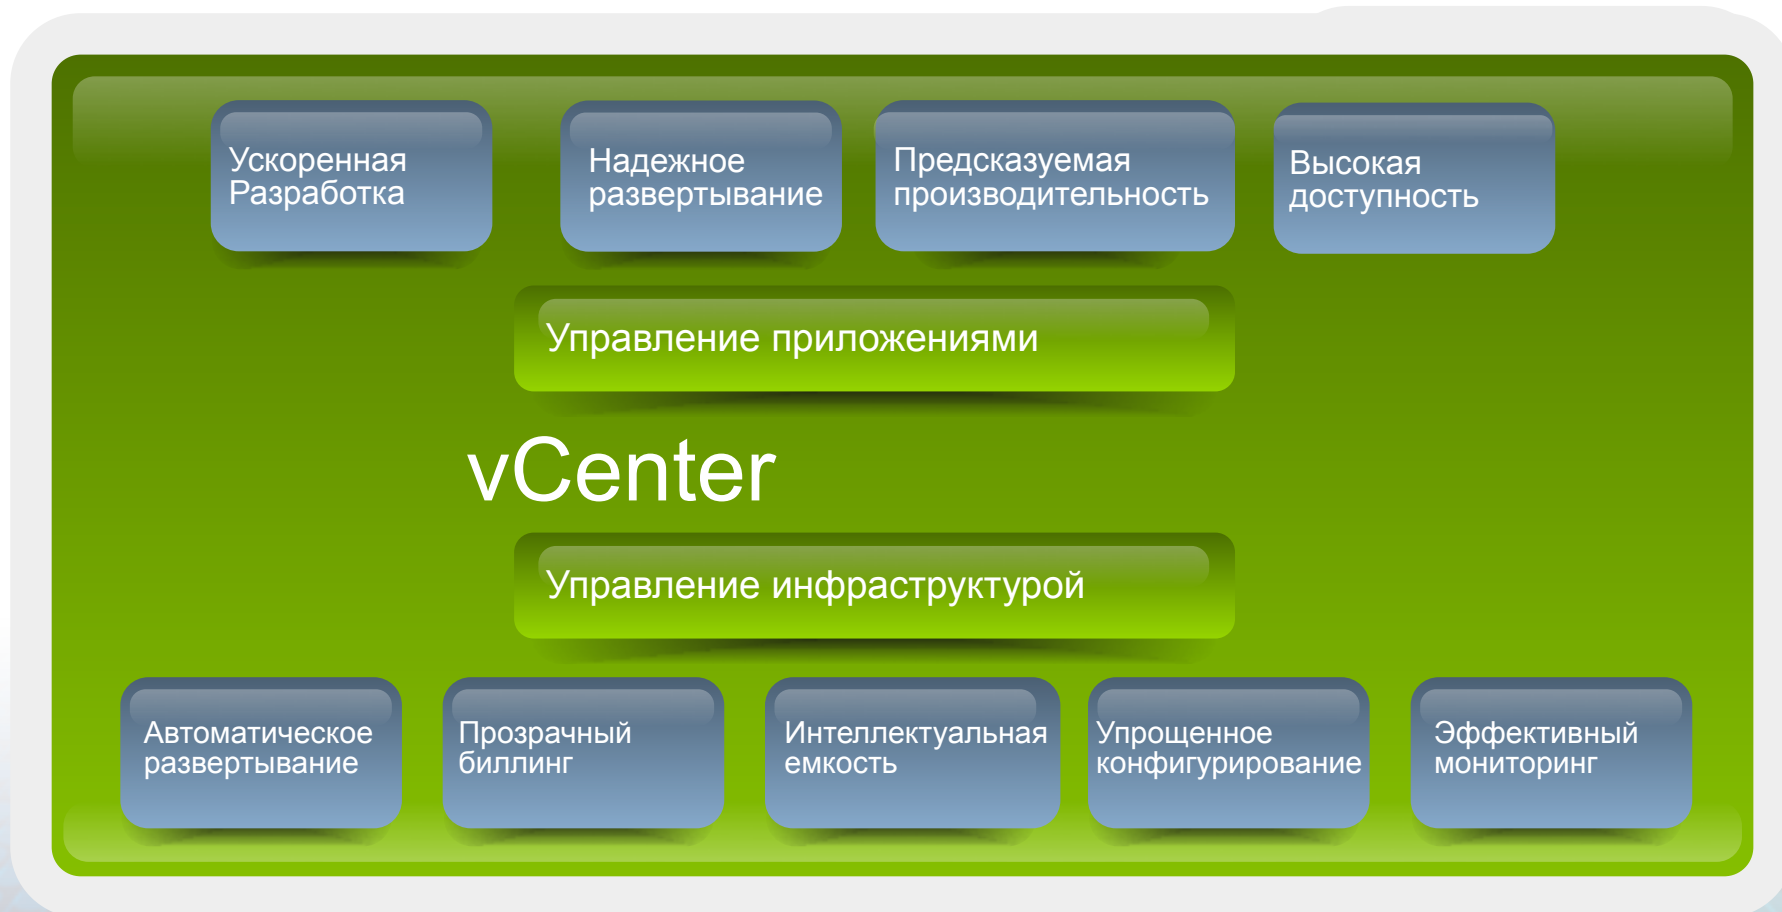 Ускоренная
Разработка
Надежное
развертывание
Предсказуемая
производительность
Высокая
доступность
Управление приложениями
vCenter
Управление инфраструктурой
Автоматическое
развертывание
Прозрачный
биллинг
Интеллектуальная
емкость
Упрощенное
конфигурирование
Эффективный
мониторинг